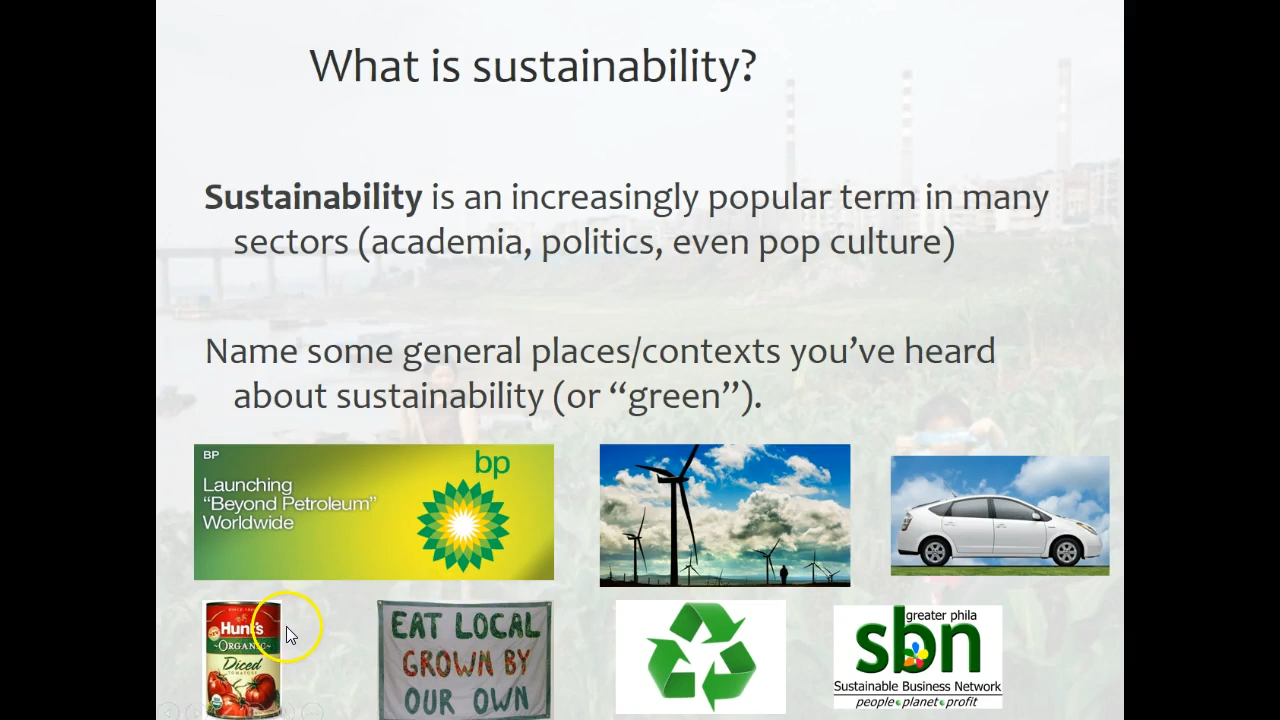 What is sustainability?
Sustainability is an increasingly popular term in many
sectors (academia, politics, even pop culture)
Name some general places/contexts you’ve heard
about sustainability (or “green”).
BP
Launching
“Beyond Petroleum”
Worldwide
bp
Hunt's
ORGANIC
Diced
TOMATOES
EAT LOCAL
GROWN BY
OUR OWN
greater phila
sbn
Sustainable Business Network
people•planet•profit